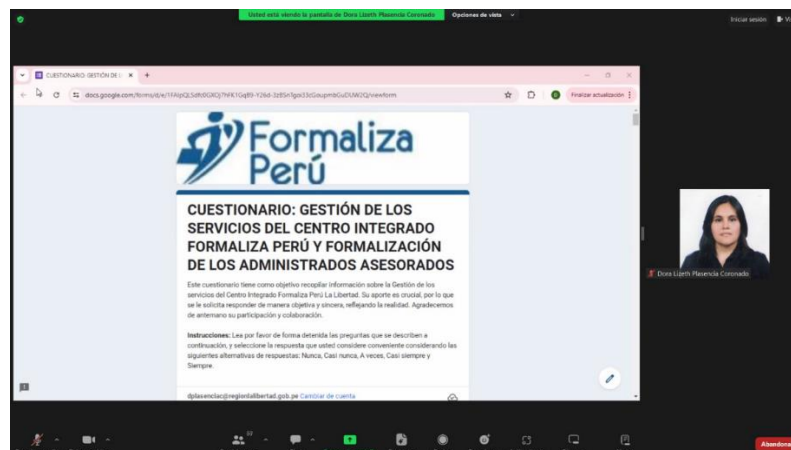 Usted está viendo la pantalla de Dora Lizeth Plasencia Coronado
Opciones de vista
Iniciar sesión
CUESTIONARIO: GESTIÓN DE L
Finalizar actualización
Formaliza
Perú
CUESTIONARIO: GESTIÓN DE LOS
SERVICIOS DEL CENTRO INTEGRADO
FORMALIZA PERÚ Y FORMALIZACIÓN
DE LOS ADMINISTRADOS ASESORADOS
Este cuestionario tiene como objetivo recopilar información sobre la Gestión de los
servicios del Centro Integrado Formaliza Perú La Libertad. Su aporte es crucial, por lo que
se le solicita responder de manera objetiva y sincera, reflejando la realidad. Agradecemos
de antemano su participación y colaboración.
Instrucciones: Lea por favor de forma detenida las preguntas que se describen a
continuación, y seleccione la respuesta que usted considere conveniente considerando las
siguientes alternativas de respuestas: Nunca, Casi nunca, A veces, Casi siempre y
Siempre.
dplasenciac@regionlalibertad.gob.pe Cambiar de cuenta
Dora Lizeth Plasencia Coronado
Abandona